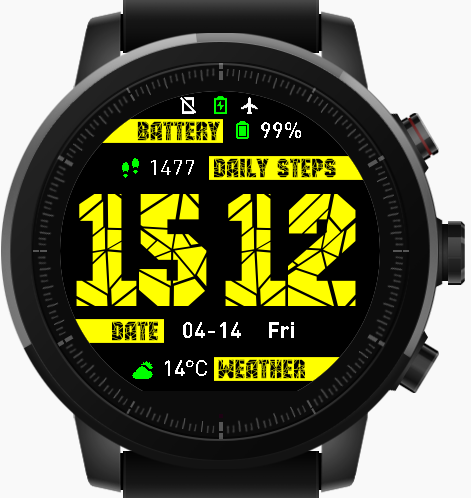 BATTERY 99%
1477 DAILY STEPS
15 12
DATE 04-14 Fri
14°C WEATHER